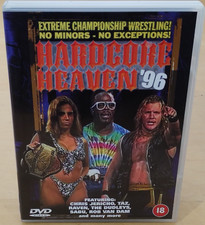 EXTREME CHAMPIONSHIP WRESTLING!
NO MINORS - NO EXCEPTIONS!
HARDCORE
HEAVEN '96
FEATURING:
CHRIS JERICHO, TAZ,
RAVEN, THE DUDLEYS,
SABU, ROB VAN DAM
and many more
DVD
18